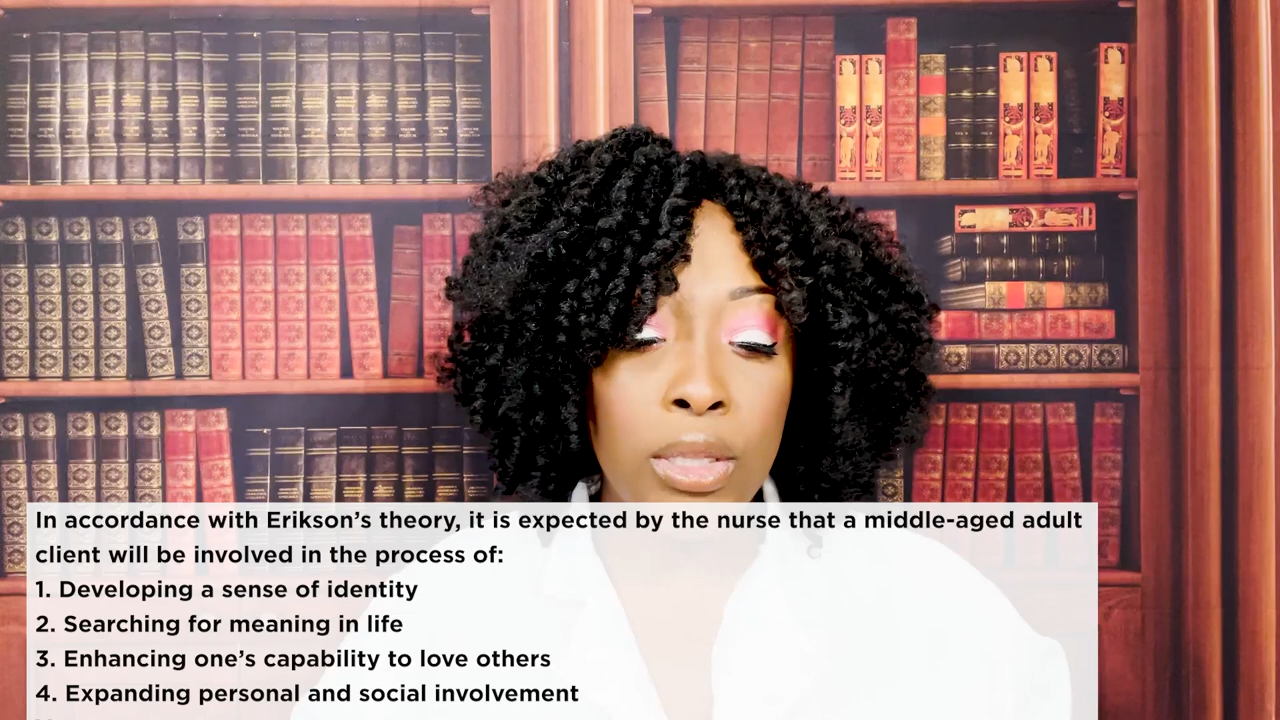 In accordance with Erikson's theory, it is expected by the nurse that a middle-aged adult
client will be involved in the process of:
1. Developing a sense of identity
2. Searching for meaning in life
3. Enhancing one's capability to love others
4. Expanding personal and social involvement